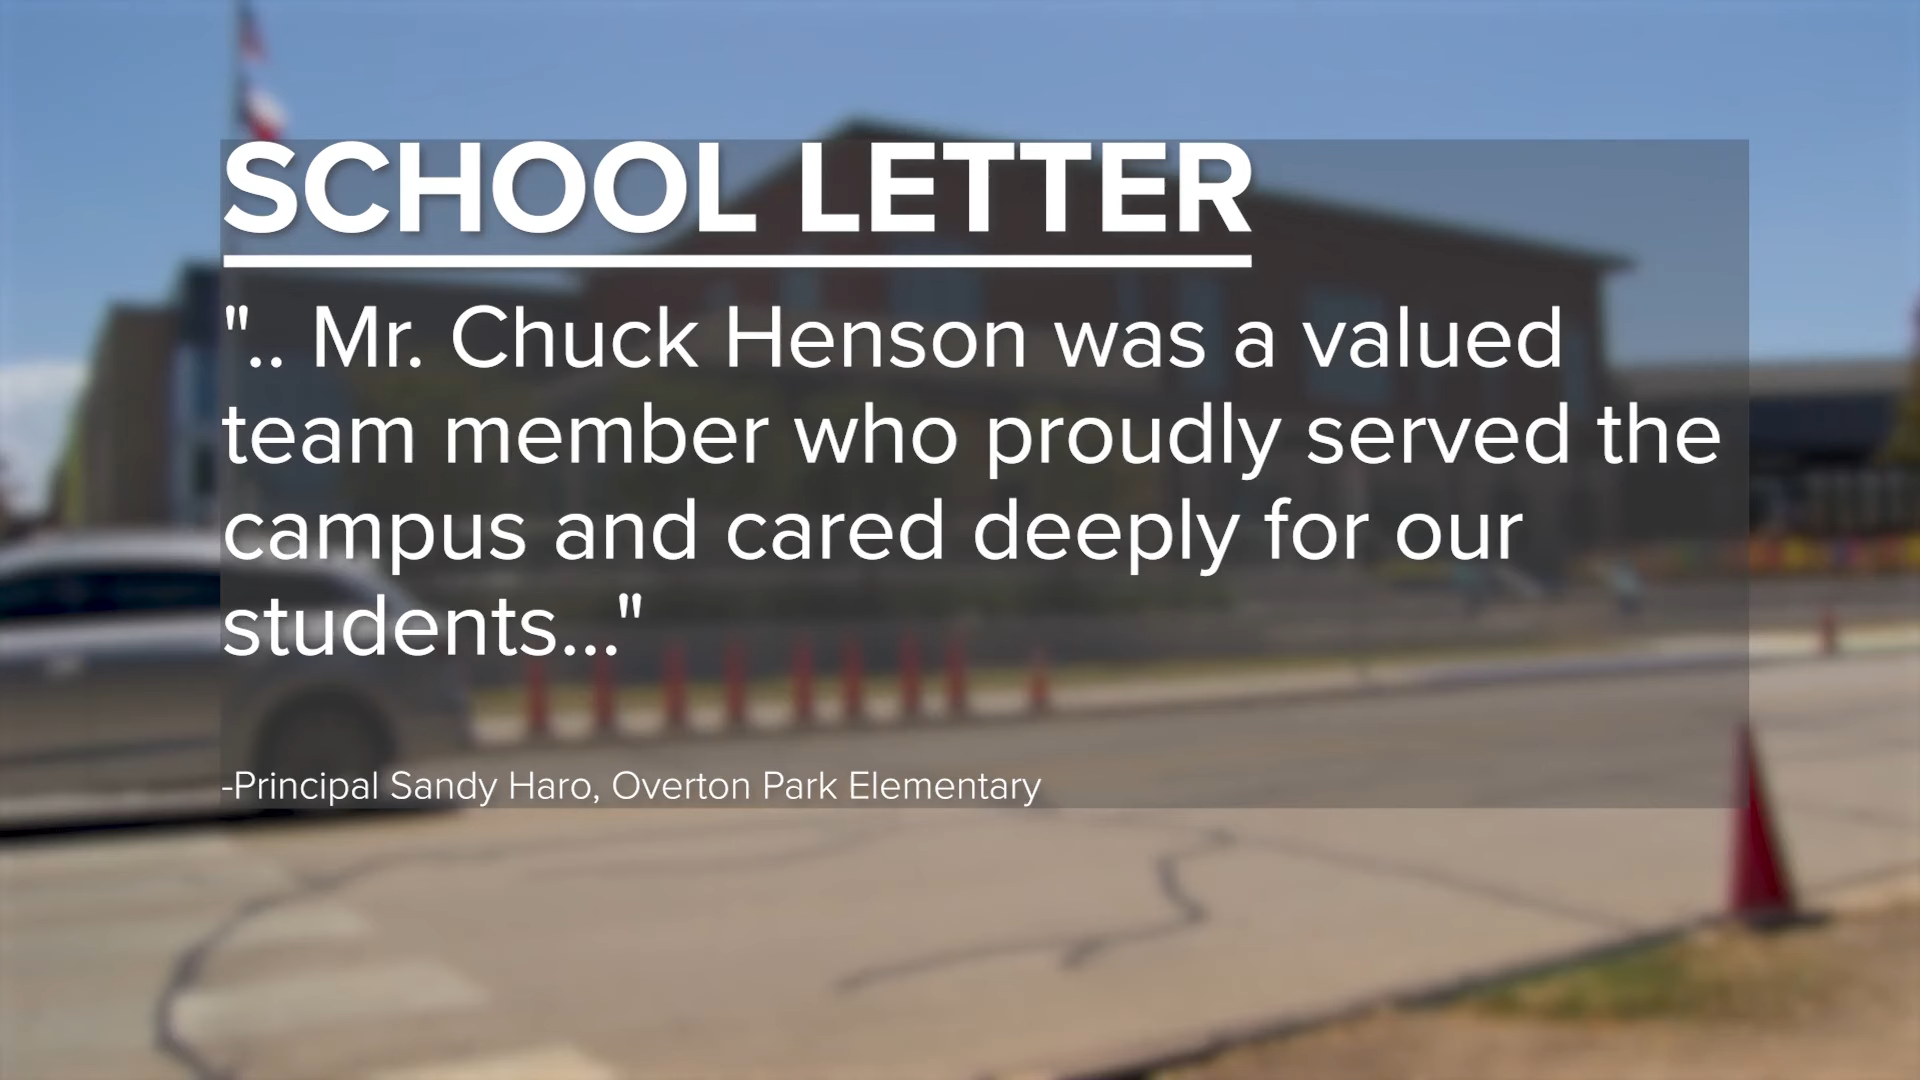 SCHOOL LETTER
".. Mr. Chuck Henson was a valued
team member who proudly served the
campus and cared deeply for our
students..."
-Principal Sandy Haro, Overton Park Elementary